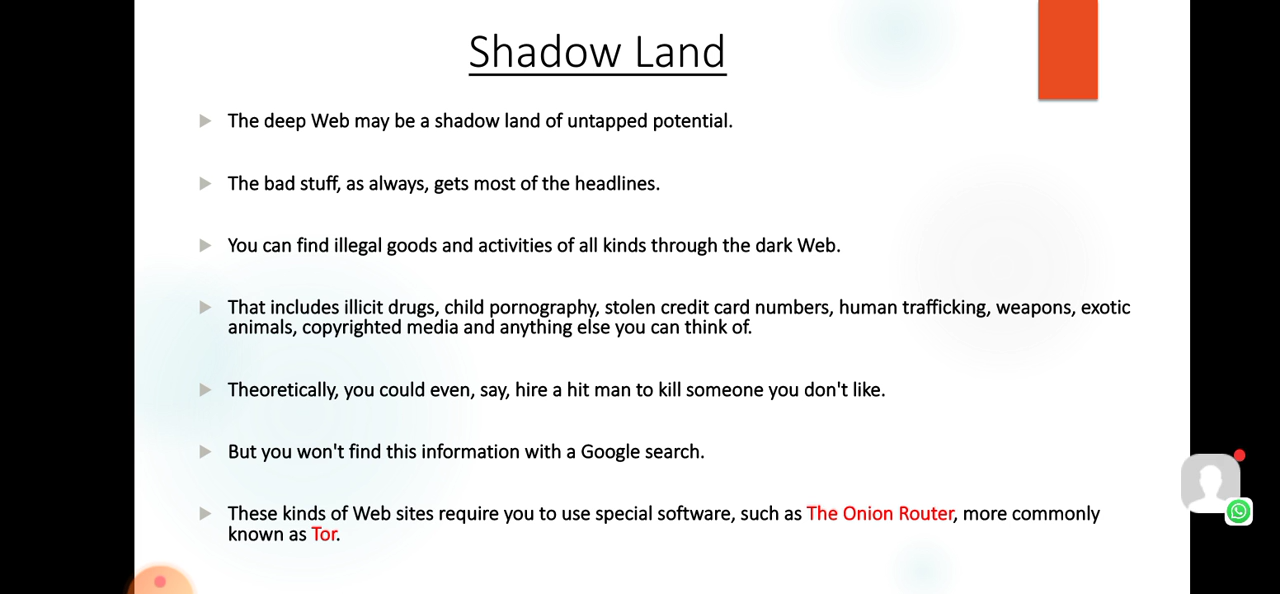 Shadow Land
The deep Web may be a shadow land of untapped potential.
The bad stuff, as always, gets most of the headlines.
You can find illegal goods and activities of all kinds through the dark Web.
That includes illicit drugs, child pornography, stolen credit card numbers, human trafficking, weapons, exotic
animals, copyrighted media and anything else you can think of.
Theoretically, you could even, say, hire a hit man to kill someone you don't like.
But you won't find this information with a Google search.
These kinds of Web sites require you to use special software, such as The Onion Router, more commonly
known as Tor.